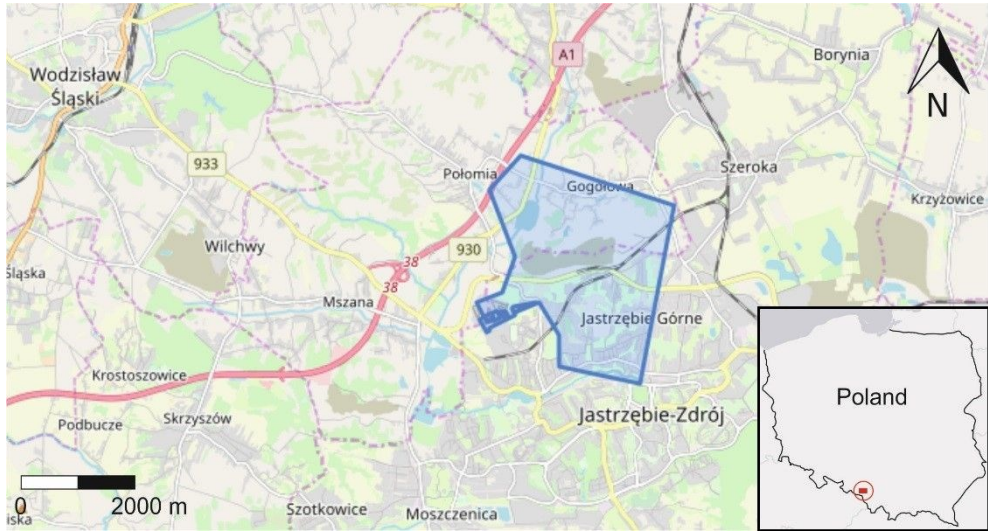 Wodzisław
Śląski
A1
Borynia
N
933
Połomia
Gogołowa
Szeroka
Krzyżowice
Wilchwy
930
38
38
Śląska
Mszana
Jastrzębie Górne
Krostoszowice
Skrzyszów
Podbucze
Jastrzębie-Zdrój
Poland
0
2000 m
Szotkowice
Moszczenica